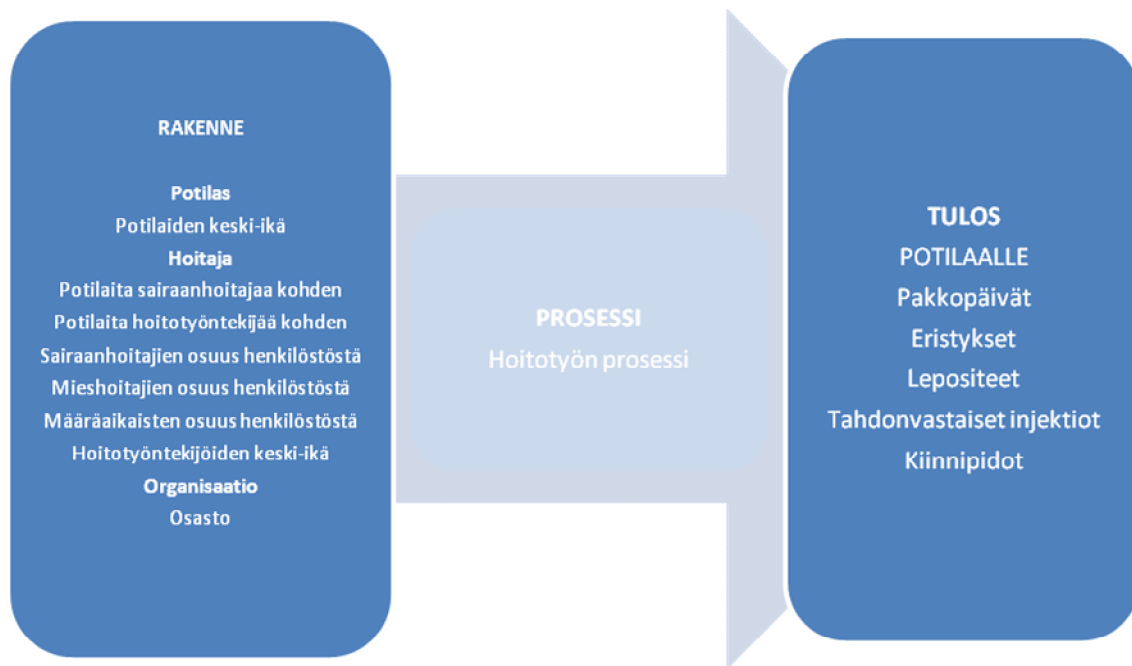 RAKENNE
Potilas
Potilaiden keski-ikä
Hoitaja
Potilaita sairaanhoitajaa kohden
Potilaita hoitotyöntekijää kohden
Sairaanhoitajien osuus henkilöstöstä
Mieshoitajien osuus henkilöstöstä
Määräaikaisten osuus henkilöstöstä
Hoitotyöntekijöiden keski-ikä
Organisaatio
Osasto
PROSESSI
Hoitotyön prosessi
TULOS
POTILAALLE
Pakkopäivät
Eristykset
Lepositeet
Tahdonvastaiset injektiot
Kiinnipidot